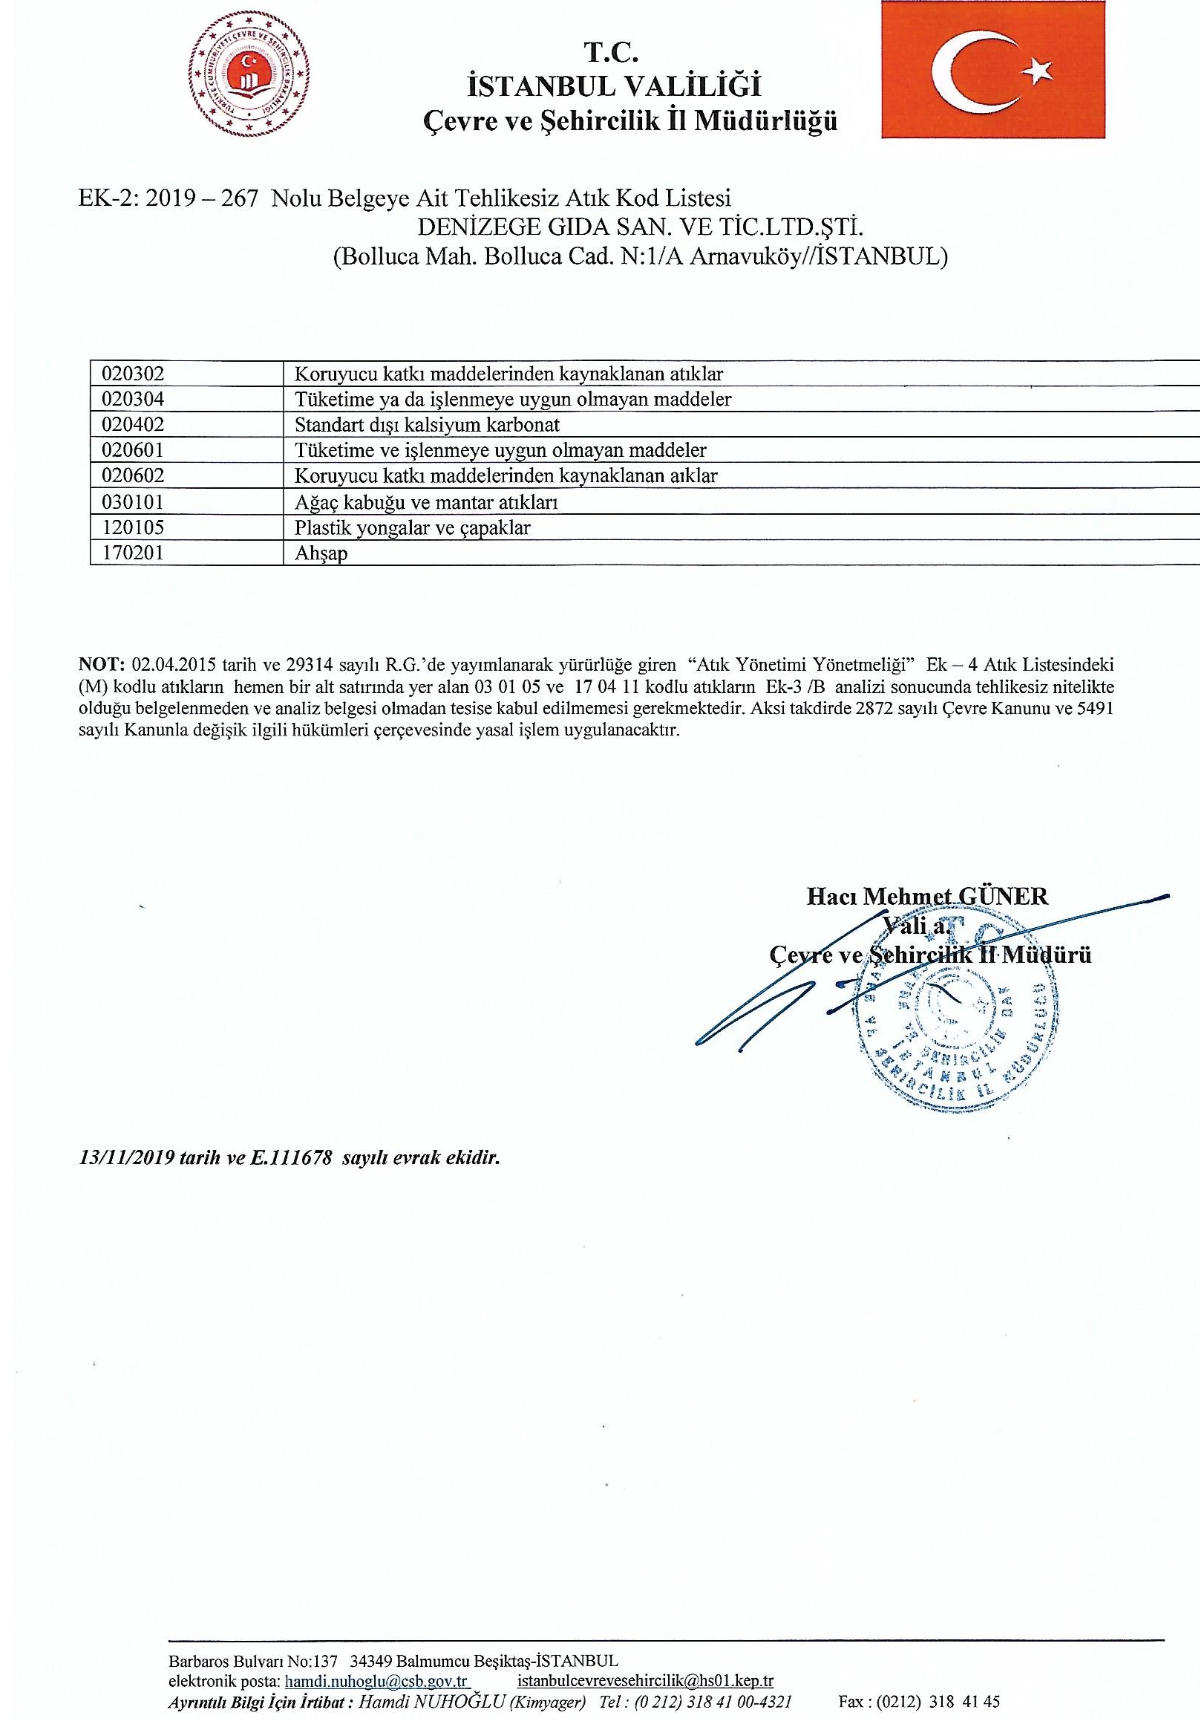 T.C.
İSTANBUL VALİLİĞİ
Çevre ve Şehircilik İl Müdürlüğü
EK-2: 2019 – 267 Nolu Belgeye Ait Tehlikesiz Atık Kod Listesi
DENİZEGE GIDA SAN. VE TİC.LTD.ŞTİ.
(Bolluca Mah. Bolluca Cad. N:1/A Arnavuköy//İSTANBUL)
020302 Koruyucu katkı maddelerinden kaynaklanan atıklar
020304 Tüketime ya da işlenmeye uygun olmayan maddeler
020402 Standart dışı kalsiyum karbonat
020601 Tüketime ve işlenmeye uygun olmayan maddeler
020602 Koruyucu katkı maddelerinden kaynaklanan aıklar
030101 Ağaç kabuğu ve mantar atıkları
120105 Plastik yongalar ve çapaklar
170201 Ahşap
NOT: 02.04.2015 tarih ve 29314 sayılı R.G.'de yayımlanarak yürürlüğe giren “Atık Yönetimi Yönetmeliği” Ek – 4 Atık Listesindeki
(M) kodlu atıkların hemen bir alt satırında yer alan 03 01 05 ve 17 04 11 kodlu atıkların Ek-3 /B analizi sonucunda tehlikesiz nitelikte
olduğu belgelenmeden ve analiz belgesi olmadan tesise kabul edilmemesi gerekmektedir. Aksi takdirde 2872 sayılı Çevre Kanunu ve 5491
sayılı Kanunla değişik ilgili hükümleri çerçevesinde yasal işlem uygulanacaktır.
Hacı Mehmet GÜNER
Vali a.
Çevre ve Şehircilik İl Müdürü
T.C.
İSTANBUL
13/11/2019 tarih ve E.111678 sayılı evrak ekidir.
Barbaros Bulvarı No:137 34349 Balmumcu Beşiktaş-İSTANBUL
elektronik posta: hamdi.nuhoglu@csb.gov.tr istanbulcevrevesehircilik@hs01.kep.tr
Ayrıntılı Bilgi İçin İrtibat : Hamdi NUHOĞLU (Kimyager) Tel : (0 212) 318 41 00-4321 Fax : (0212) 318 41 45